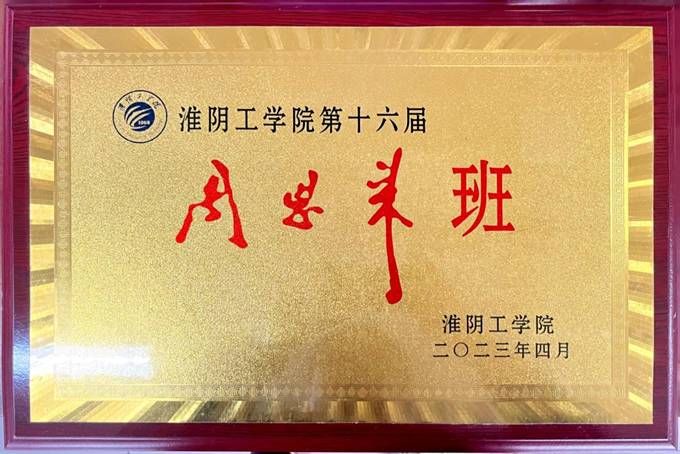 淮阴工学院第十六届
周恩来班
淮阴工学院
二〇二三年四月